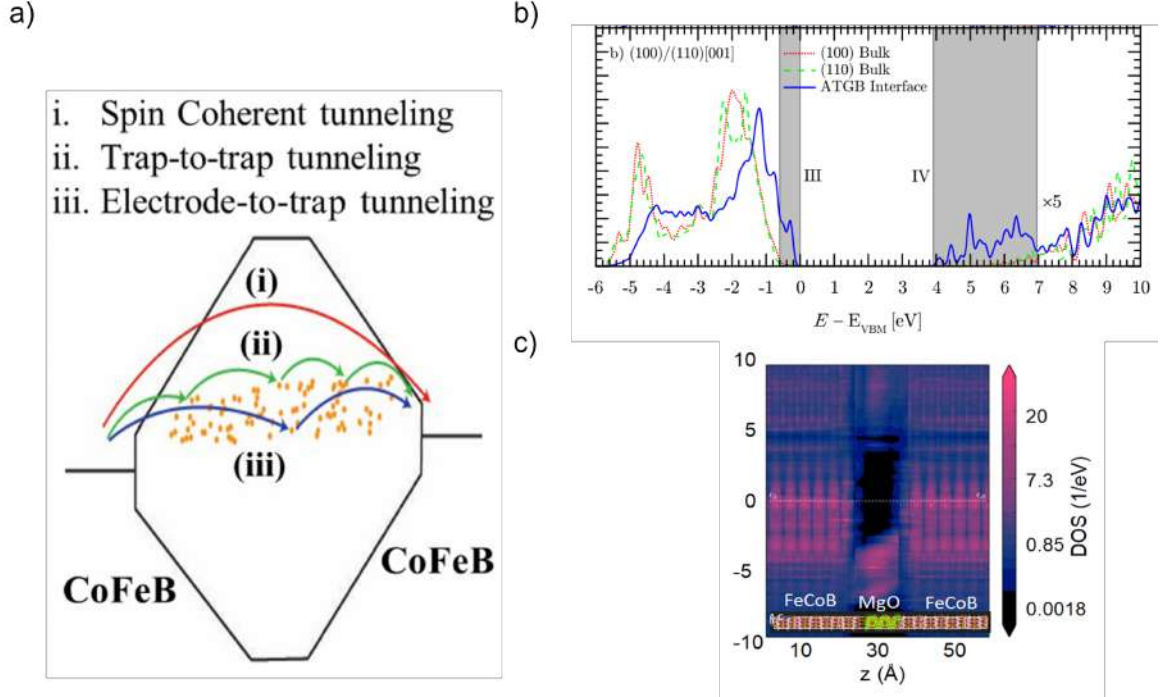 a)
i. Spin Coherent tunneling
ii. Trap-to-trap tunneling
iii. Electrode-to-trap tunneling
(i)
(ii)
(iii)
CoFeB
CoFeB
b)
b) (100)/(110)[001]
(100) Bulk
(110) Bulk
ATGB Interface
III
IV
×5
-6 -5 -4 -3 -2 -1 0 1 2 3 4 5 6 7 8 9 10
E − E_VBM [eV]
c)
10
5
0
-5
-10
FeCoB MgO FeCoB
10 30 50
z (Å)
20
7.3
0.85
0.0018
DOS (1/eV)